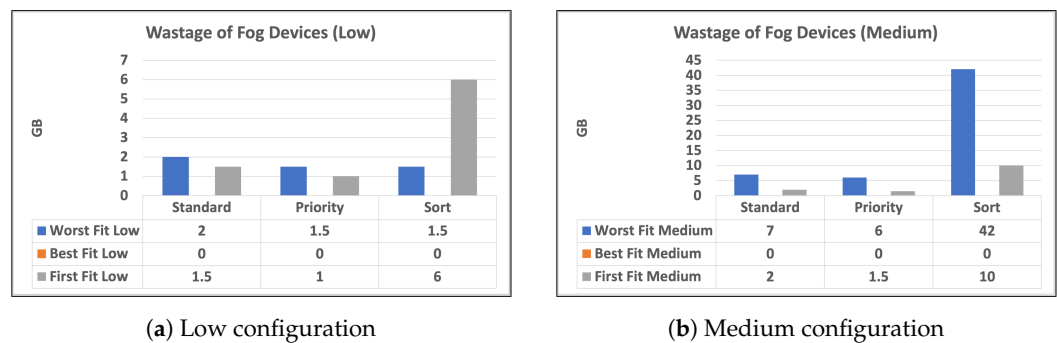 Wastage of Fog Devices (Low)
7
6
5
4
3
2
1
0
GB
Standard Priority Sort
Worst Fit Low 2 1.5 1.5
Best Fit Low 0 0 0
First Fit Low 1.5 1 6
(a) Low configuration
Wastage of Fog Devices (Medium)
45
40
35
30
25
20
15
10
5
0
GB
Standard Priority Sort
Worst Fit Medium 7 6 42
Best Fit Medium 0 0 0
First Fit Medium 2 1.5 10
(b) Medium configuration